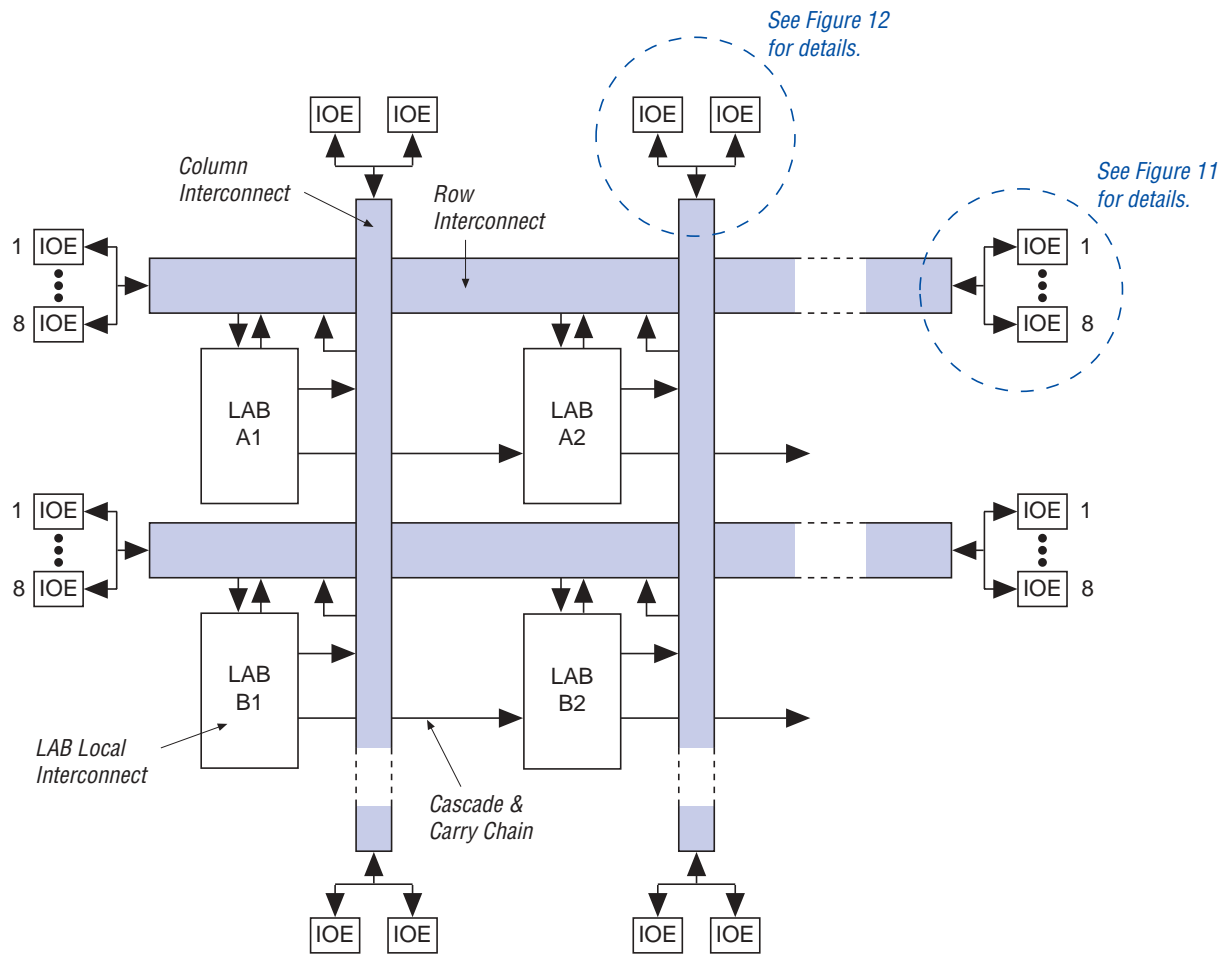 See Figure 12
for details.
IOE IOE IOE IOE
Column
Interconnect
Row
Interconnect
See Figure 11
for details.
1 IOE
8 IOE
IOE 1
IOE 8
LAB
A1
LAB
A2
1 IOE
8 IOE
IOE 1
IOE 8
LAB
B1
LAB
B2
LAB Local
Interconnect
Cascade &
Carry Chain
IOE IOE IOE IOE